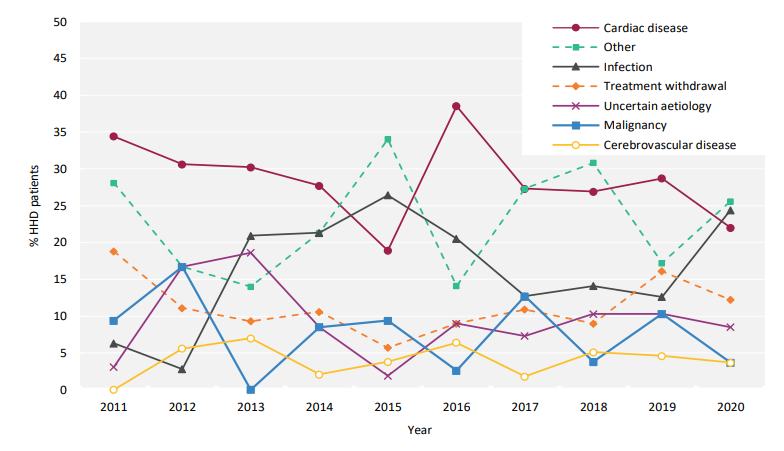 50
45
40
35
30
25
20
15
10
5
0
% HHD patients
Cardiac disease
Other
Infection
Treatment withdrawal
Uncertain aetiology
Malignancy
Cerebrovascular disease
2011 2012 2013 2014 2015 2016 2017 2018 2019 2020
Year